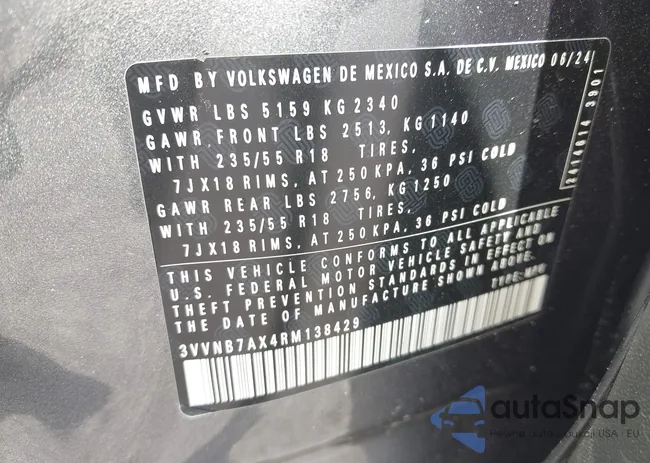 MFD BY VOLKSWAGEN DE MEXICO S.A. DE C.V. MEXICO 06/24
GVWR LBS 5159 KG 2340
GAWR FRONT LBS 2513, KG 1140
WITH 235/55 R18 TIRES,
7JX18 RIMS, AT 250 KPA, 36 PSI COLD
GAWR REAR LBS 2756, KG 1250
WITH 235/55 R18 TIRES,
7JX18 RIMS, AT 250 KPA, 36 PSI COLD
THIS VEHICLE CONFORMS TO ALL APPLICABLE
U.S. FEDERAL MOTOR VEHICLE SAFETY AND
THEFT PREVENTION STANDARDS IN EFFECT ON
THE DATE OF MANUFACTURE SHOWN ABOVE.
TYPE: MPV
3VVNB7AX4RM138429
autoSnap
USA / EU